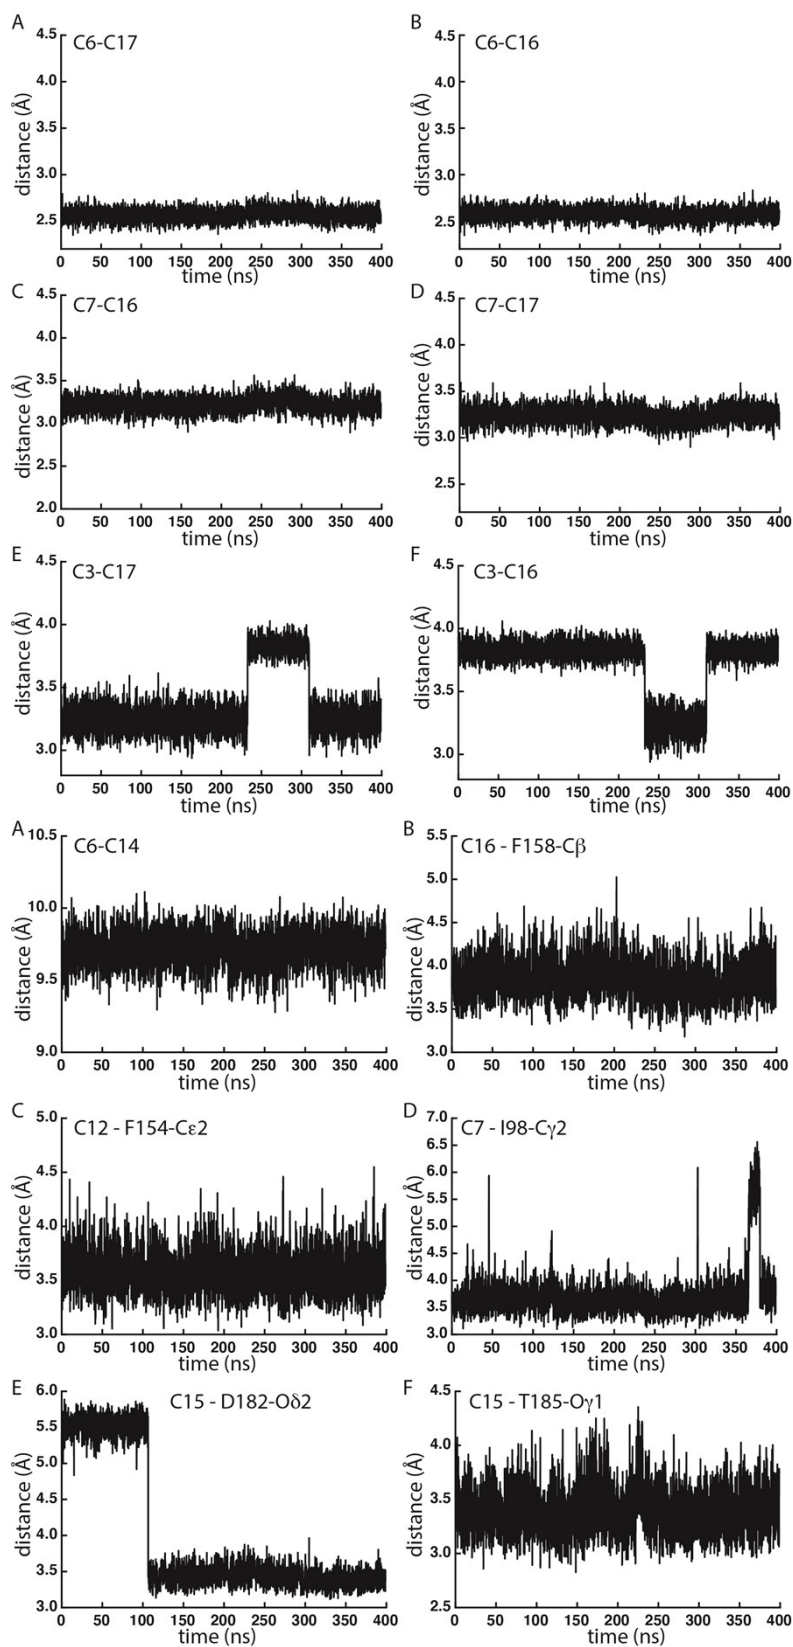 A
C6-C17
distance (Å)
4.5
4.0
3.5
3.0
2.5
0 50 100 150 200 250 300 350 400
time (ns)
B
C6-C16
distance (Å)
4.5
4.0
3.5
3.0
2.5
0 50 100 150 200 250 300 350 400
time (ns)
C
C7-C16
distance (Å)
4.5
4.0
3.5
3.0
2.5
2.0
0 50 100 150 200 250 300 350 400
time (ns)
D
C7-C17
distance (Å)
4.5
4.0
3.5
3.0
2.5
0 50 100 150 200 250 300 350 400
time (ns)
E
C3-C17
distance (Å)
4.5
4.0
3.5
3.0
0 50 100 150 200 250 300 350 400
time (ns)
F
C3-C16
distance (Å)
4.5
4.0
3.5
3.0
0 50 100 150 200 250 300 350 400
time (ns)
A
C6-C14
distance (Å)
10.5
10.0
9.5
9.0
0 50 100 150 200 250 300 350 400
time (ns)
B
C16 - F158-Cβ
distance (Å)
5.5
5.0
4.5
4.0
3.5
3.0
0 50 100 150 200 250 300 350 400
time (ns)
C
C12 - F154-Cε2
distance (Å)
5.0
4.5
4.0
3.5
3.0
0 50 100 150 200 250 300 350 400
time (ns)
D
C7 - I98-Cγ2
distance (Å)
7.0
6.5
6.0
5.5
5.0
4.5
4.0
3.5
3.0
0 50 100 150 200 250 300 350 400
time (ns)
E
C15 - D182-Oδ2
distance (Å)
6.0
5.5
5.0
4.5
4.0
3.5
3.0
0 50 100 150 200 250 300 350 400
time (ns)
F
C15 - T185-Oγ1
distance (Å)
4.5
4.0
3.5
3.0
2.5
0 50 100 150 200 250 300 350 400
time (ns)